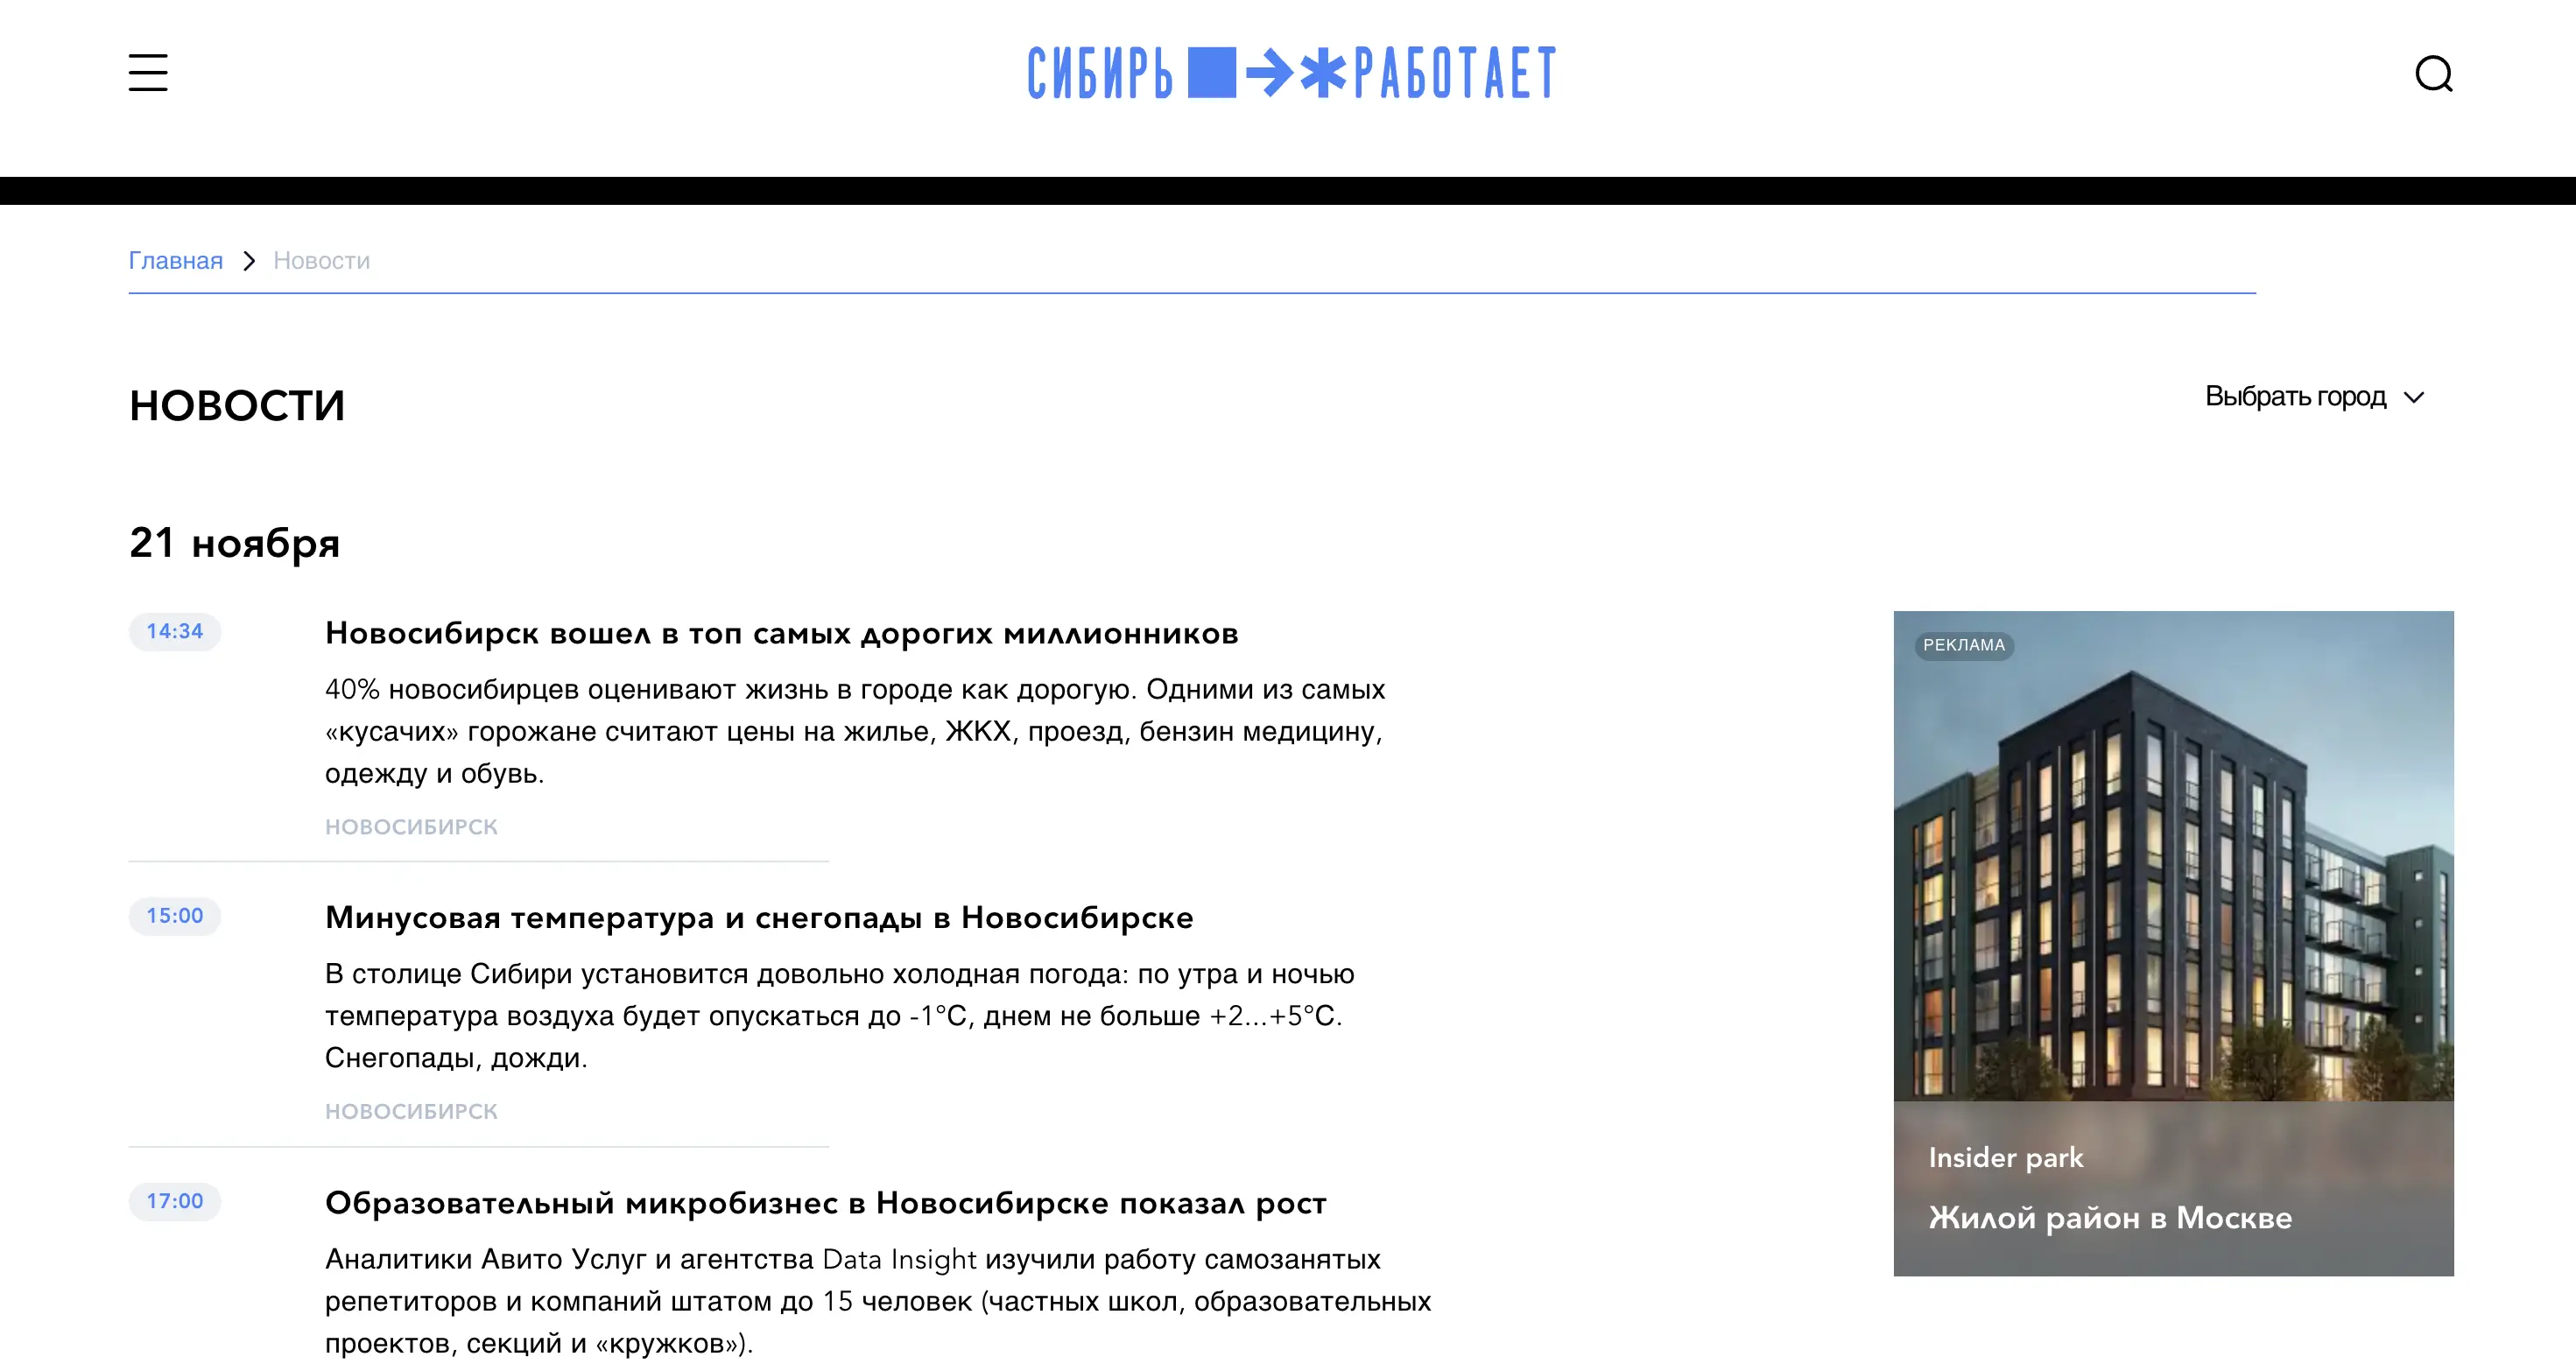 СИБИРЬ РАБОТАЕТ
Главная Новости
НОВОСТИ
Выбрать город
21 ноября
14:34
Новосибирск вошел в топ самых дорогих миллионников
40% новосибирцев оценивают жизнь в городе как дорогую. Одними из самых
«кусачих» горожане считают цены на жилье, ЖКХ, проезд, бензин медицину,
одежду и обувь.
НОВОСИБИРСК
15:00
Минусовая температура и снегопады в Новосибирске
В столице Сибири установится довольно холодная погода: по утра и ночью
температура воздуха будет опускаться до -1°С, днем не больше +2...+5°С.
Снегопады, дожди.
НОВОСИБИРСК
17:00
Образовательный микробизнес в Новосибирске показал рост
Аналитики Авито Услуг и агентства Data Insight изучили работу самозанятых
репетиторов и компаний штатом до 15 человек (частных школ, образовательных
проектов, секций и «кружков»).
РЕКЛАМА
Insider park
Жилой район в Москве